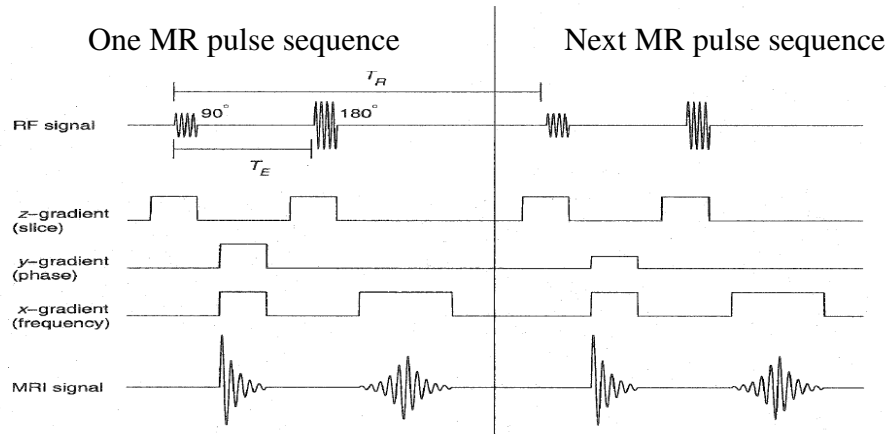 One MR pulse sequence
Next MR pulse sequence
T_R
90°
180°
RF signal
T_E
z-gradient
(slice)
y-gradient
(phase)
x-gradient
(frequency)
MRI signal